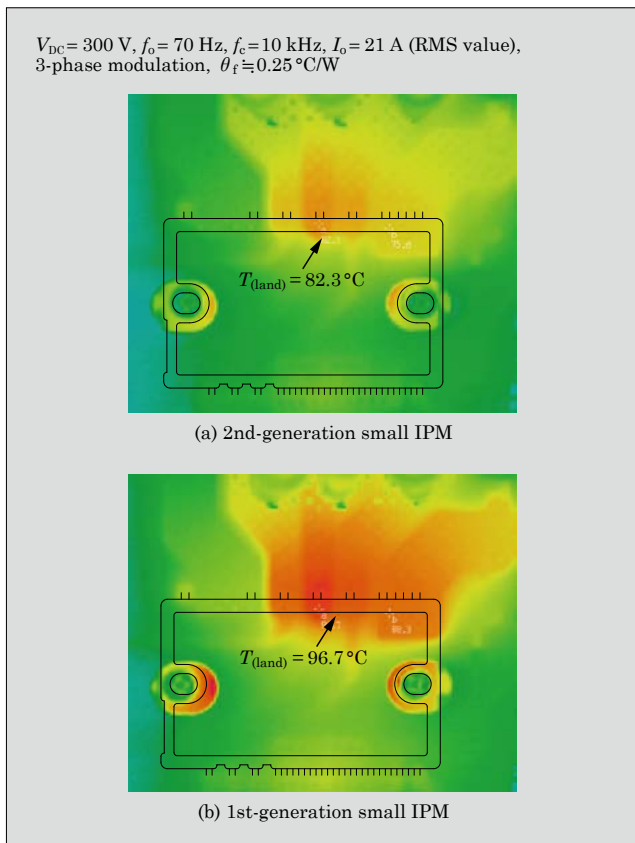 V_DC = 300 V, f_o = 70 Hz, f_c = 10 kHz, I_o = 21 A (RMS value),
3-phase modulation, θ_f ≒ 0.25 °C/W
T_(land) = 82.3 °C
(a) 2nd-generation small IPM
T_(land) = 96.7 °C
(b) 1st-generation small IPM